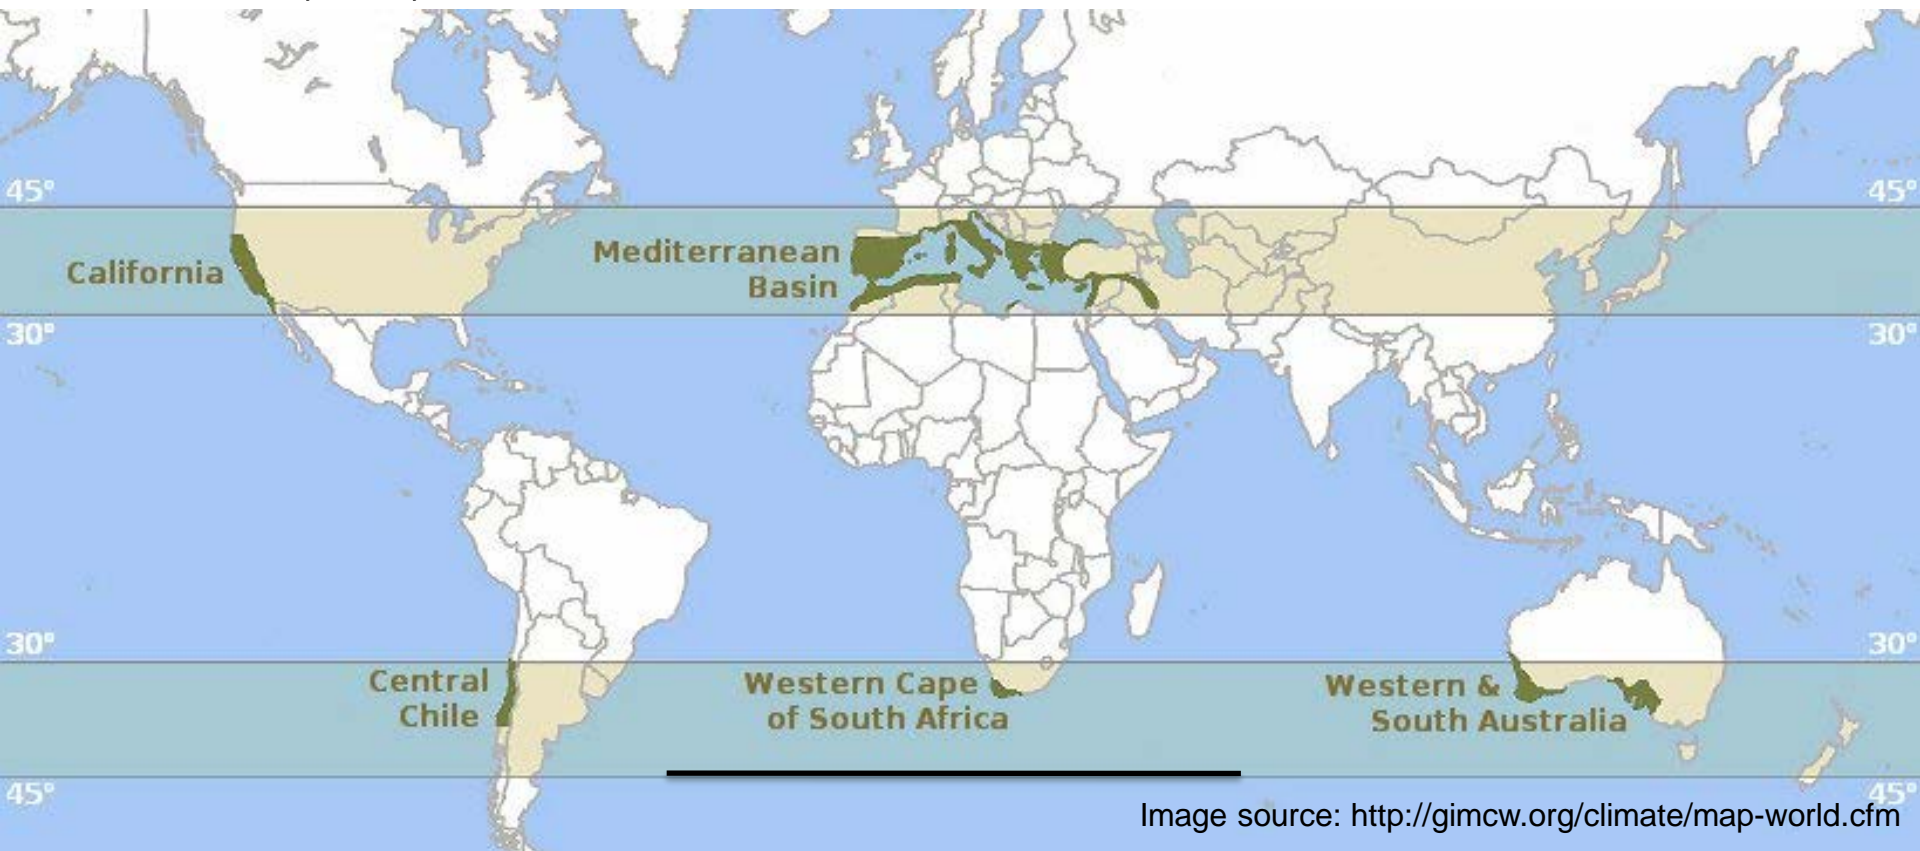 45°
45°
California
Mediterranean
Basin
30°
30°
30°
30°
Central
Chile
Western Cape
of South Africa
Western &
South Australia
45°
45°
Image source: http://gimcw.org/climate/map-world.cfm